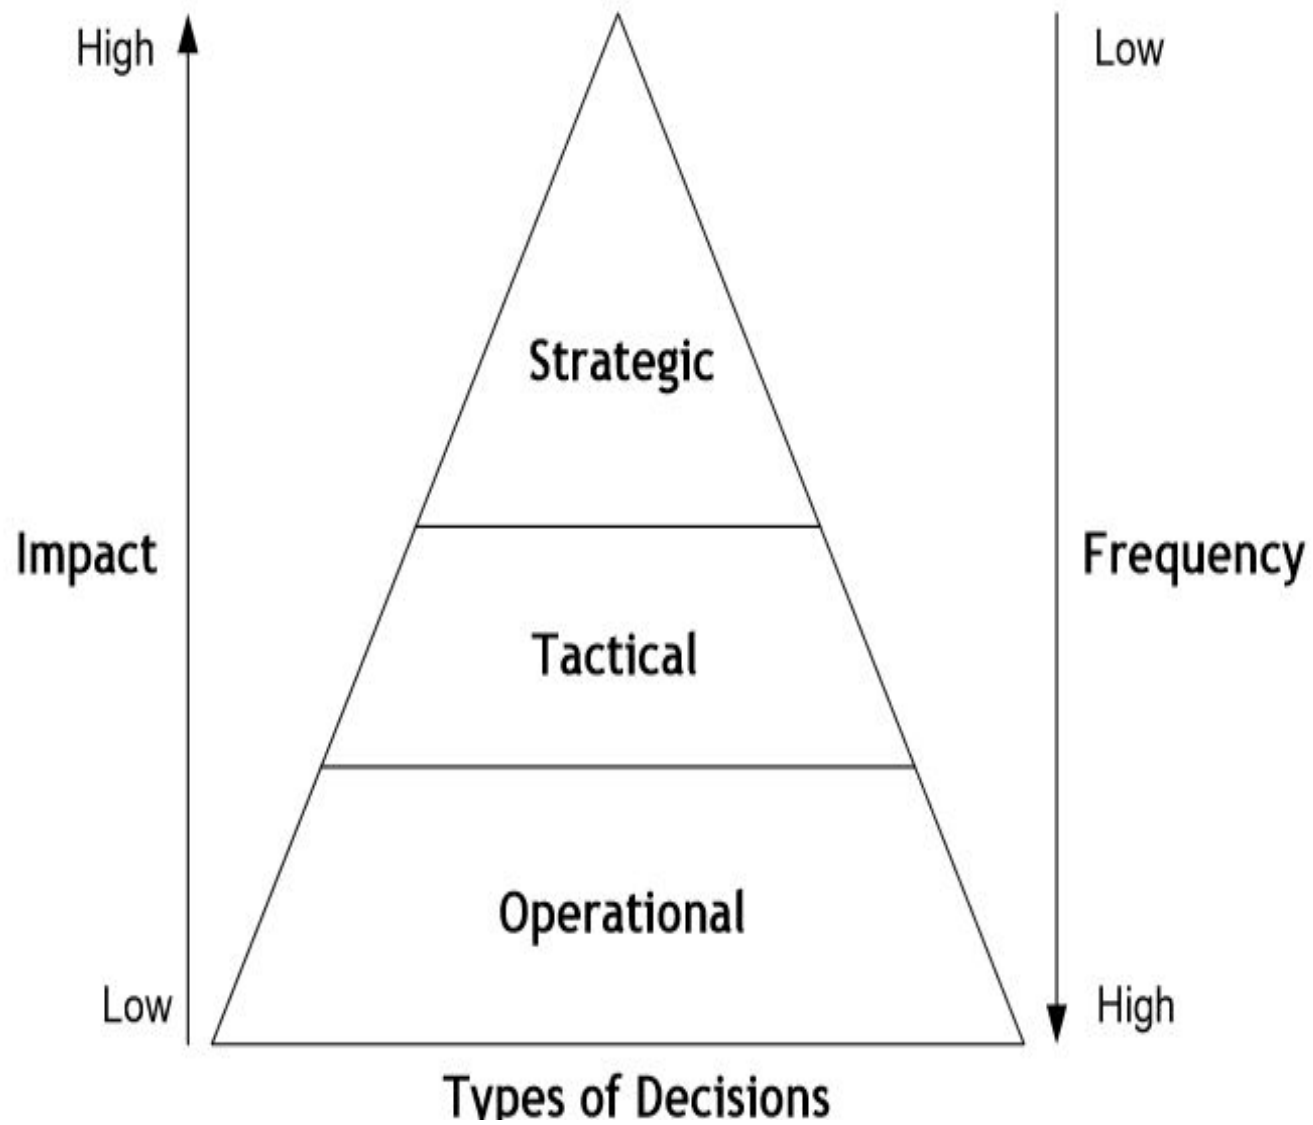 High
Low
Strategic
Impact
Frequency
Tactical
Operational
Low
High
Types of Decisions